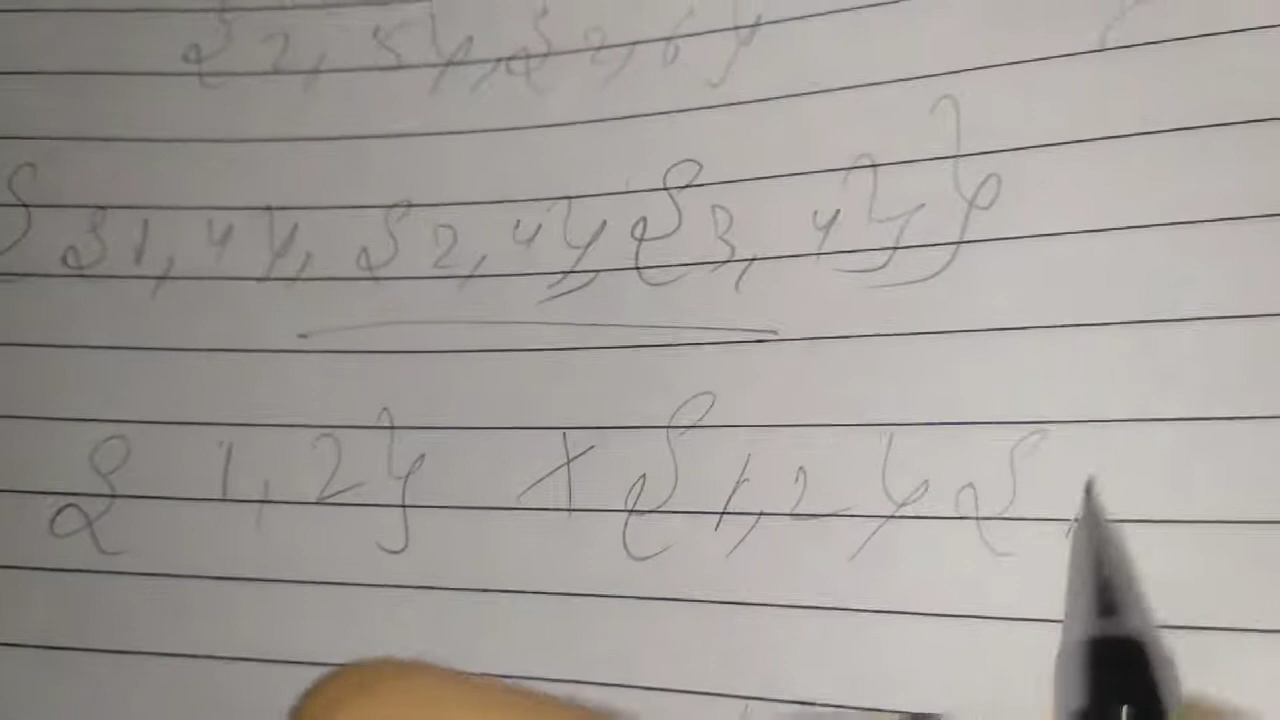 {2, 5}, {2, 6}
{{1, 4}, {2, 4}, {3, 4}}
{1, 2} × {1, 2}, {